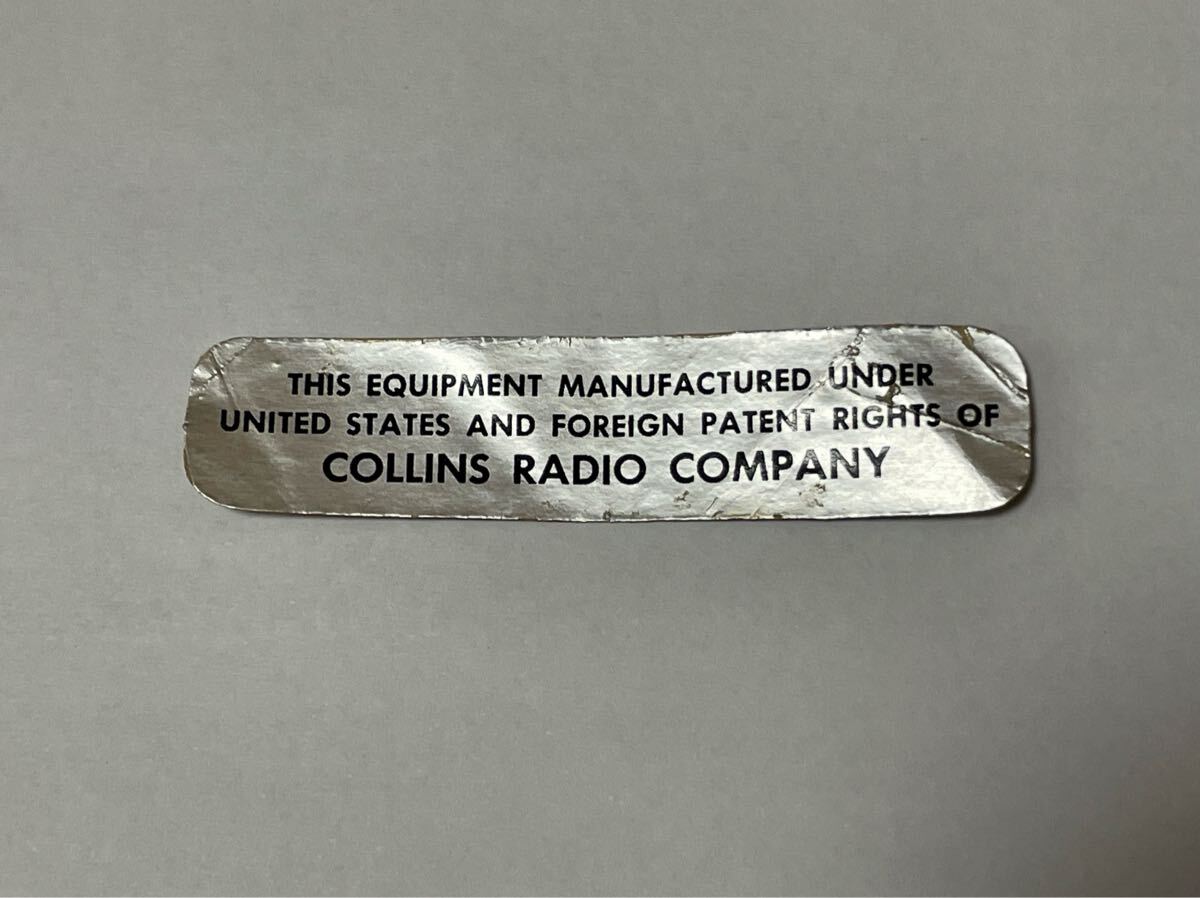 THIS EQUIPMENT MANUFACTURED UNDER
UNITED STATES AND FOREIGN PATENT RIGHTS OF
COLLINS RADIO COMPANY